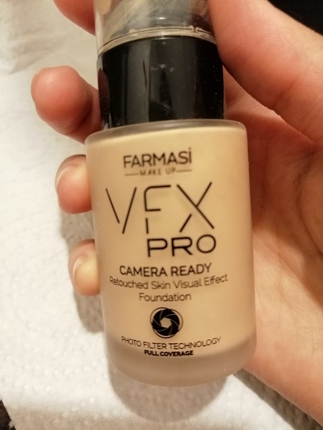 FARMASi
MAKE UP
VFX
PRO
CAMERA READY
Retouched Skin Visual Effect
Foundation
PHOTO FILTER TECHNOLOGY
FULL COVERAGE